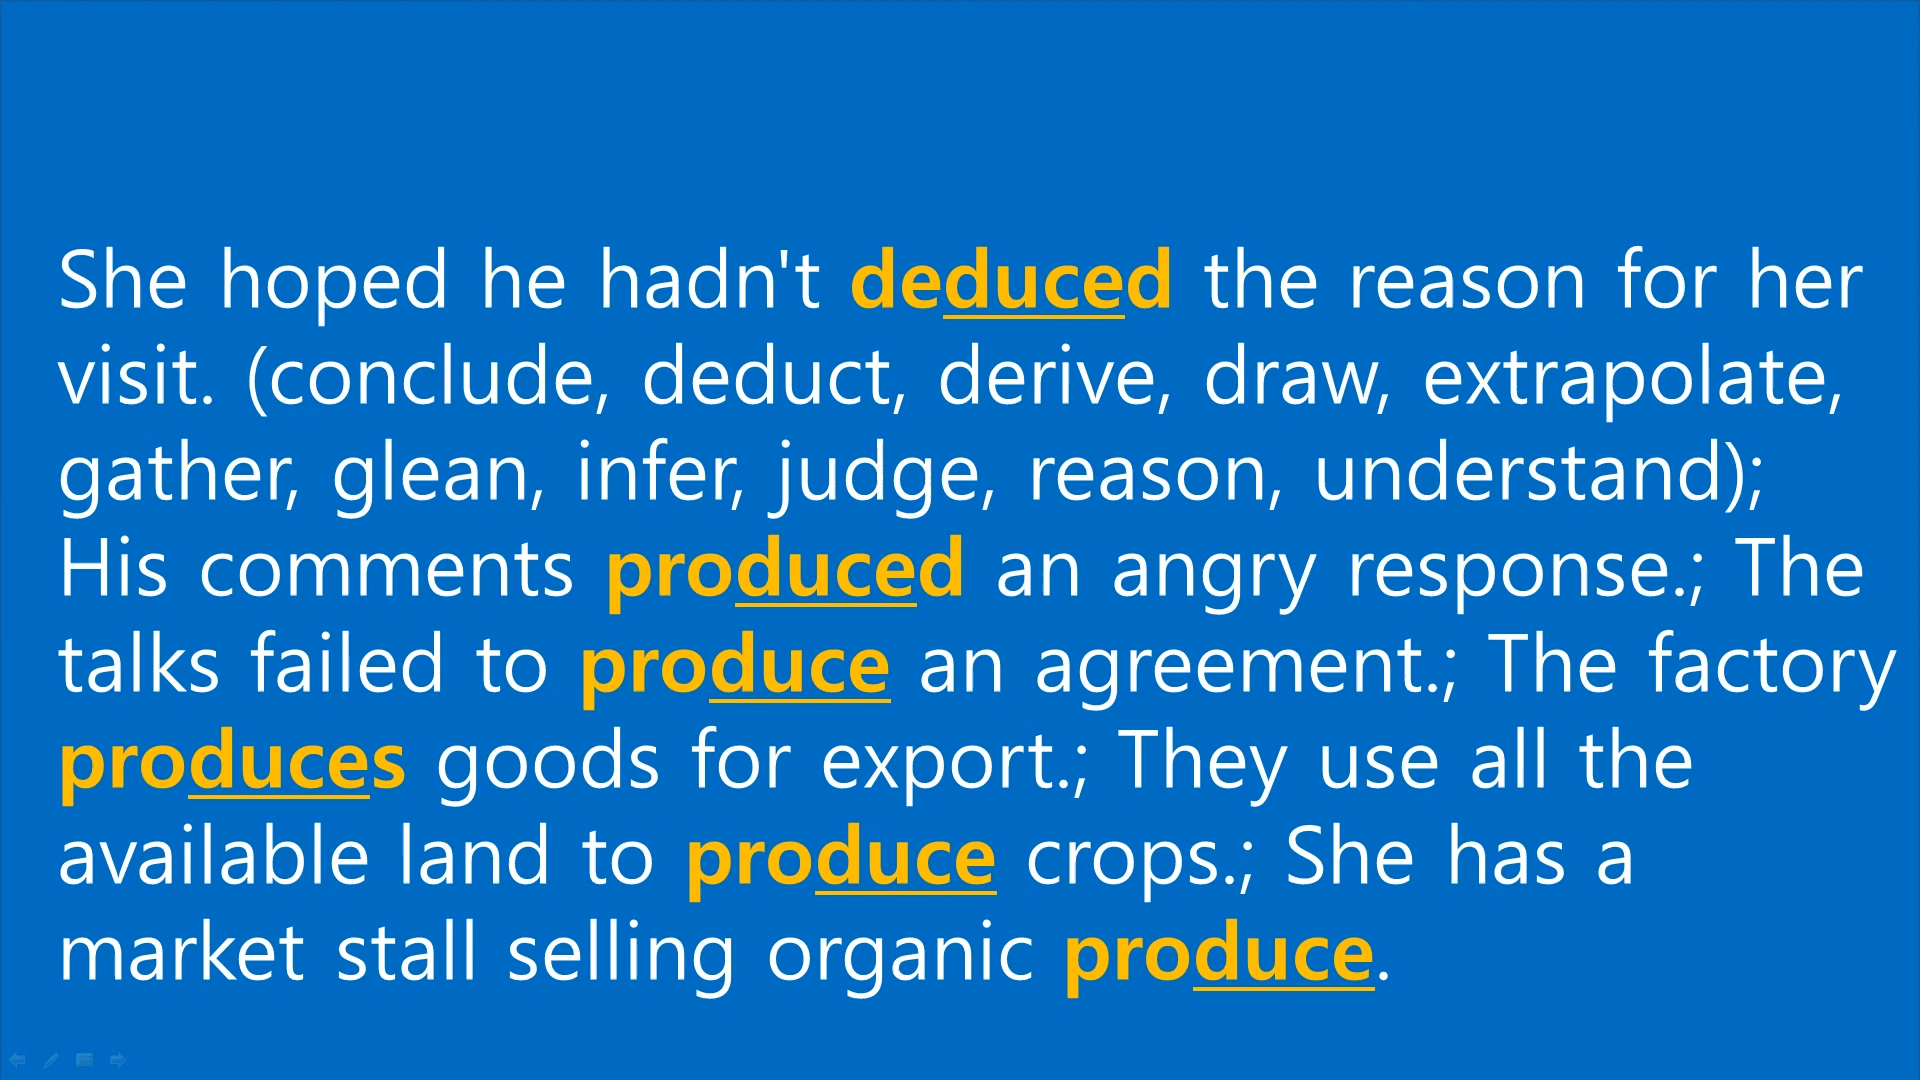 She hoped he hadn't deduced the reason for her
visit. (conclude, deduct, derive, draw, extrapolate,
gather, glean, infer, judge, reason, understand);
His comments produced an angry response.; The
talks failed to produce an agreement.; The factory
produces goods for export.; They use all the
available land to produce crops.; She has a
market stall selling organic produce.